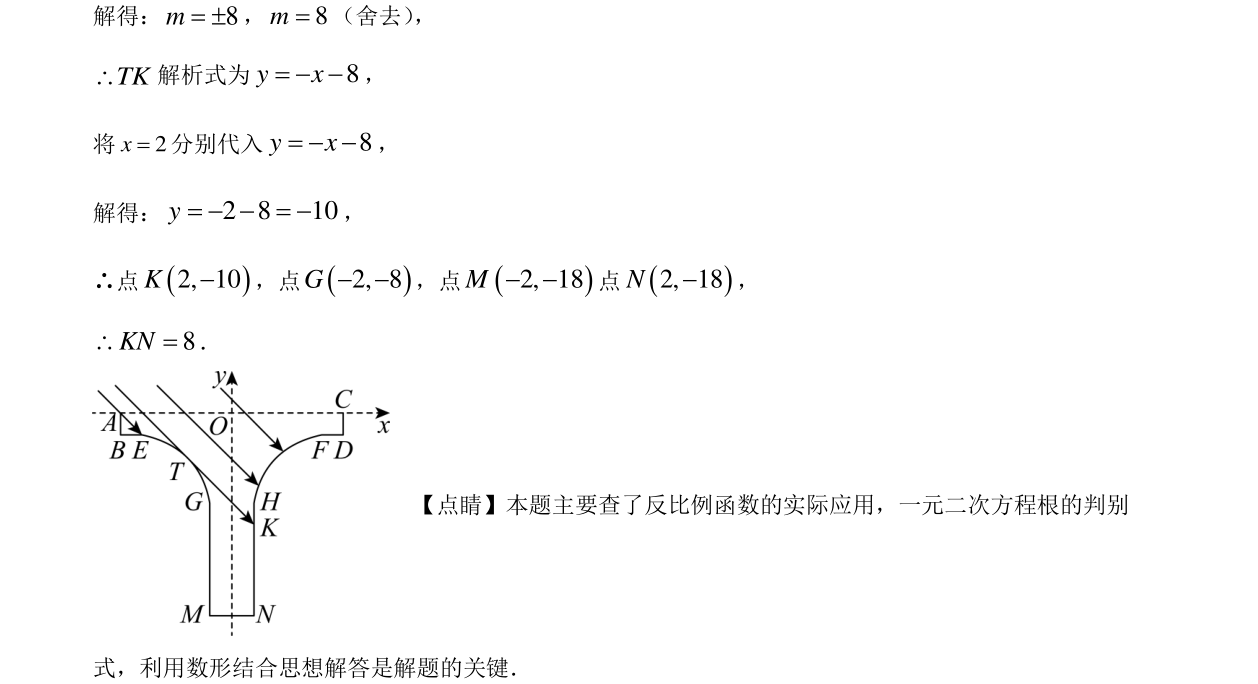 解得：m = ±8，m = 8（舍去），
∴TK 解析式为 y = −x − 8，
将 x = 2 分别代入 y = −x − 8，
解得：y = −2 − 8 = −10，
∴点 K(2,−10)，点 G(−2,−8)，点 M(−2,−18) 点 N(2,−18)，
∴ KN = 8．
y
C
A
O
x
B E
F D
T
G
H
K
M
N
【点睛】本题主要查了反比例函数的实际应用，一元二次方程根的判别
式，利用数形结合思想解答是解题的关键．